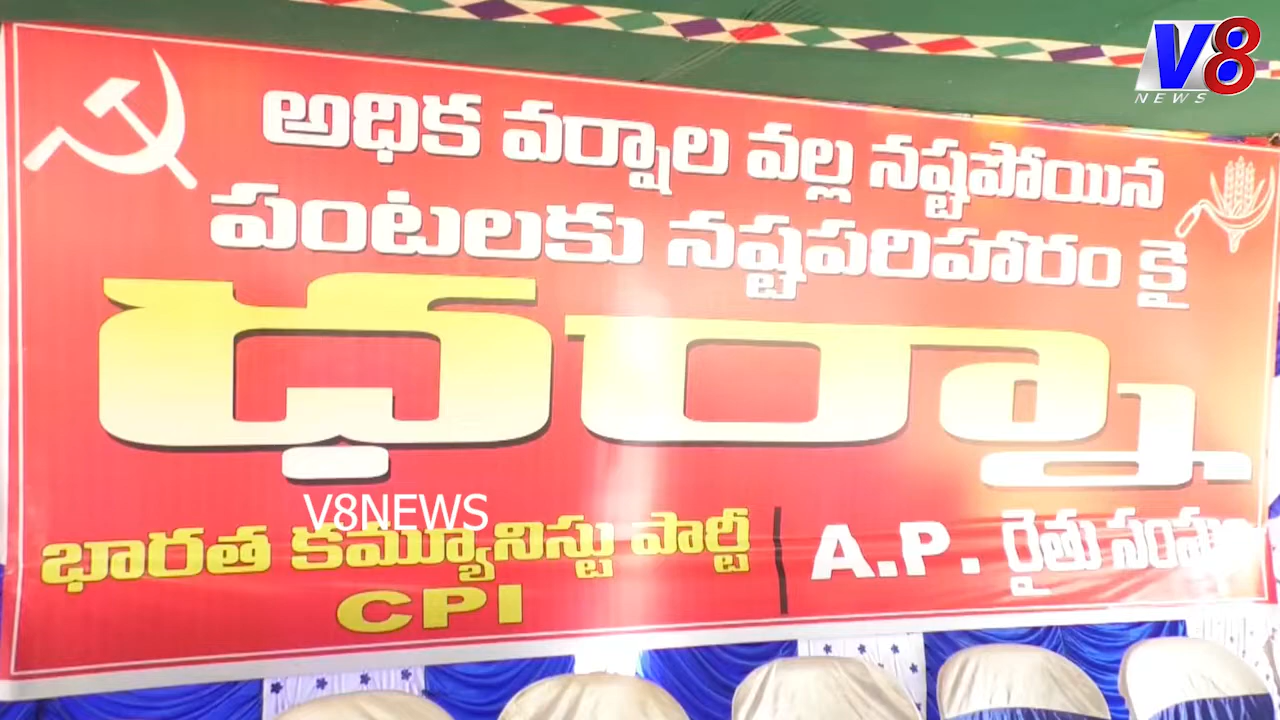 V8
NEWS
అధిక వర్షాల వల్ల నష్టపోయిన
పంటలకు నష్టపరిహారం కై
ధర్నా
V8NEWS
భారత కమ్యూనిస్టు పార్టీ
CPI
A.P. రైతు సంఘం